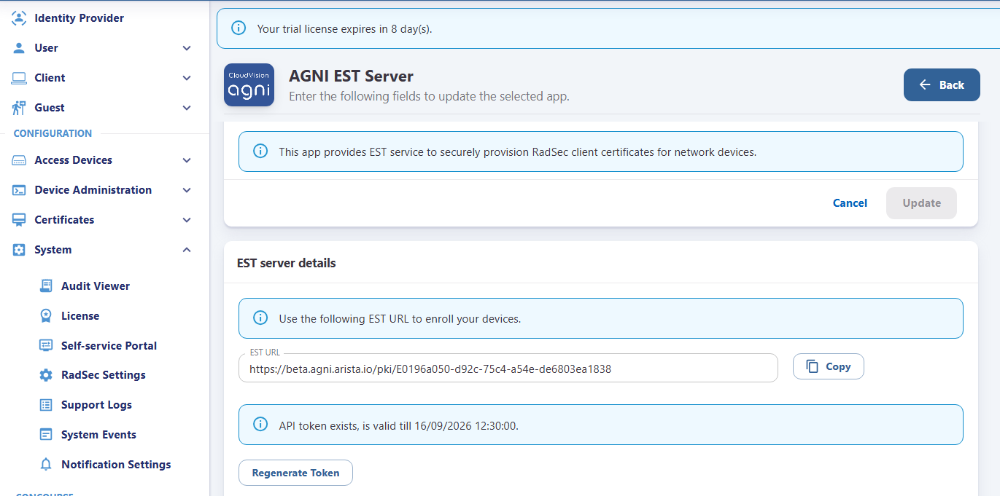 Identity Provider
User
Client
Guest
CONFIGURATION
Access Devices
Device Administration
Certificates
System
Audit Viewer
License
Self-service Portal
RadSec Settings
Support Logs
System Events
Notification Settings
CONCOURSE
Your trial license expires in 8 day(s).
CloudVision
agni
AGNI EST Server
Enter the following fields to update the selected app.
Back
This app provides EST service to securely provision RadSec client certificates for network devices.
Cancel
Update
EST server details
Use the following EST URL to enroll your devices.
EST URL
https://beta.agni.arista.io/pki/E0196a050-d92c-75c4-a54e-de6803ea1838
Copy
API token exists, is valid till 16/09/2026 12:30:00.
Regenerate Token